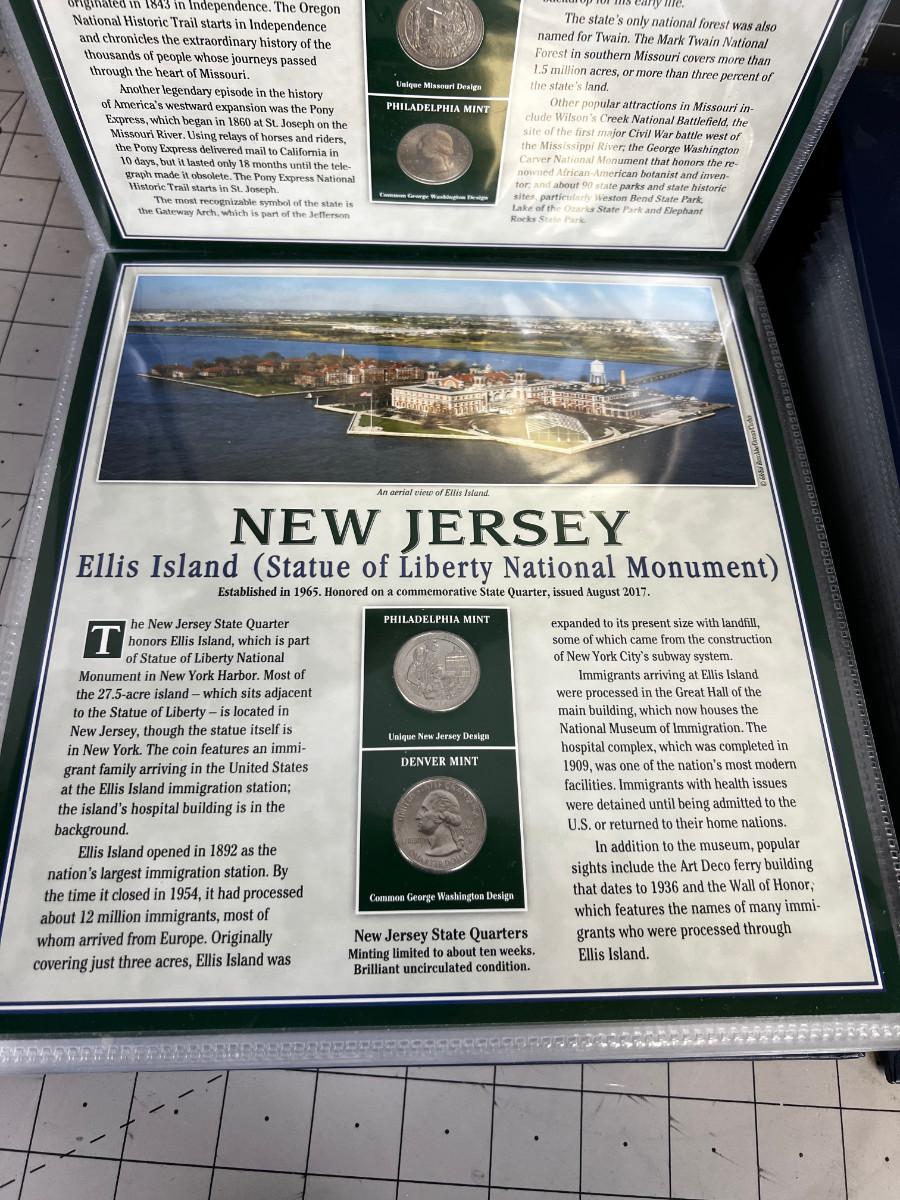 originated in 1843 in Independence. The Oregon
National Historic Trail starts in Independence
and chronicles the extraordinary history of the
thousands of people whose journeys passed
through the heart of Missouri.
Another legendary episode in the history
of America's westward expansion was the Pony
Express, which began in 1860 at St. Joseph on the
Missouri River. Using relays of horses and riders,
the Pony Express delivered mail to California in
10 days, but it lasted only 18 months until the tele-
graph made it obsolete. The Pony Express National
Historic Trail starts in St. Joseph.
The most recognizable symbol of the state is
the Gateway Arch, which is part of the Jefferson
Unique Missouri Design
PHILADELPHIA MINT
Common George Washington Design
backdrop for his early life.
The state's only national forest was also
named for Twain. The Mark Twain National
Forest in southern Missouri covers more than
1.5 million acres, or more than three percent of
the state's land.
Other popular attractions in Missouri in-
clude Wilson's Creek National Battlefield, the
site of the first major Civil War battle west of
the Mississippi River; the George Washington
Carver National Monument that honors the re-
nowned African-American botanist and inven-
tor; and about 90 state parks and state historic
sites, particularly Weston Bend State Park,
Lake of the Ozarks State Park and Elephant
Rocks State Park.
An aerial view of Ellis Island.
NEW JERSEY
Ellis Island (Statue of Liberty National Monument)
Established in 1965. Honored on a commemorative State Quarter, issued August 2017.
The New Jersey State Quarter
honors Ellis Island, which is part
of Statue of Liberty National
Monument in New York Harbor. Most of
the 27.5-acre island – which sits adjacent
to the Statue of Liberty – is located in
New Jersey, though the statue itself is
in New York. The coin features an immi-
grant family arriving in the United States
at the Ellis Island immigration station;
the island's hospital building is in the
background.
Ellis Island opened in 1892 as the
nation's largest immigration station. By
the time it closed in 1954, it had processed
about 12 million immigrants, most of
whom arrived from Europe. Originally
covering just three acres, Ellis Island was
PHILADELPHIA MINT
Unique New Jersey Design
DENVER MINT
Common George Washington Design
New Jersey State Quarters
Minting limited to about ten weeks.
Brilliant uncirculated condition.
expanded to its present size with landfill,
some of which came from the construction
of New York City's subway system.
Immigrants arriving at Ellis Island
were processed in the Great Hall of the
main building, which now houses the
National Museum of Immigration. The
hospital complex, which was completed in
1909, was one of the nation's most modern
facilities. Immigrants with health issues
were detained until being admitted to the
U.S. or returned to their home nations.
In addition to the museum, popular
sights include the Art Deco ferry building
that dates to 1936 and the Wall of Honor,
which features the names of many immi-
grants who were processed through
Ellis Island.